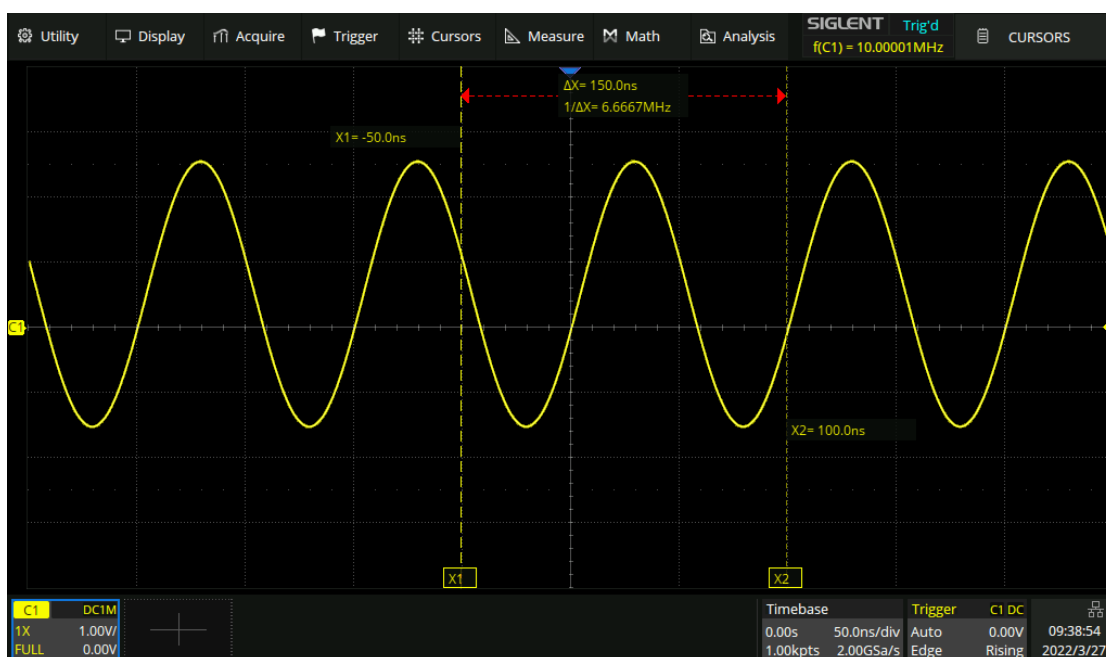 Utility Display Acquire Trigger Cursors Measure Math Analysis SIGLENT Trig'd CURSORS
f(C1) = 10.00001MHz
ΔX= 150.0ns
1/ΔX= 6.6667MHz
X1= -50.0ns
C1
X2= 100.0ns
X1 X2
C1 DC1M
1X 1.00V/
FULL 0.00V
Timebase
0.00s 50.0ns/div
1.00kpts 2.00GSa/s
Trigger C1 DC
Auto 0.00V
Edge Rising
09:38:54
2022/3/27